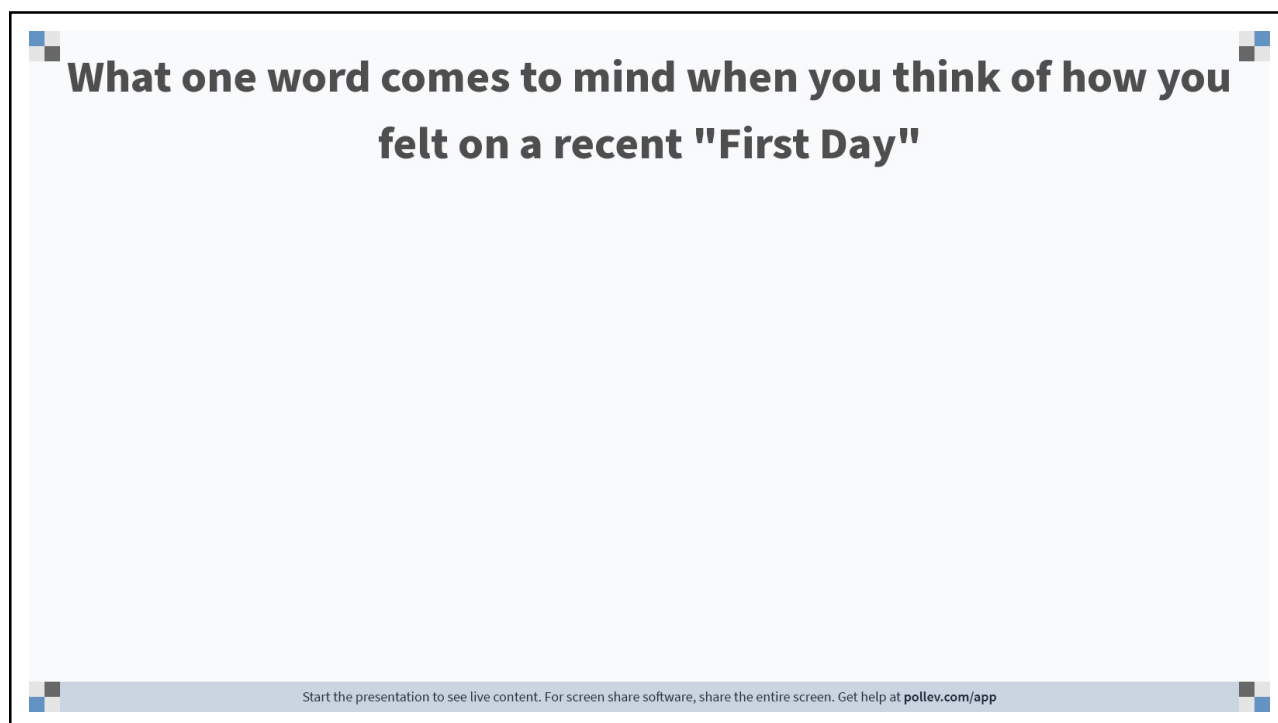 What one word comes to mind when you think of how you
felt on a recent "First Day"
Start the presentation to see live content. For screen share software, share the entire screen. Get help at pollev.com/app